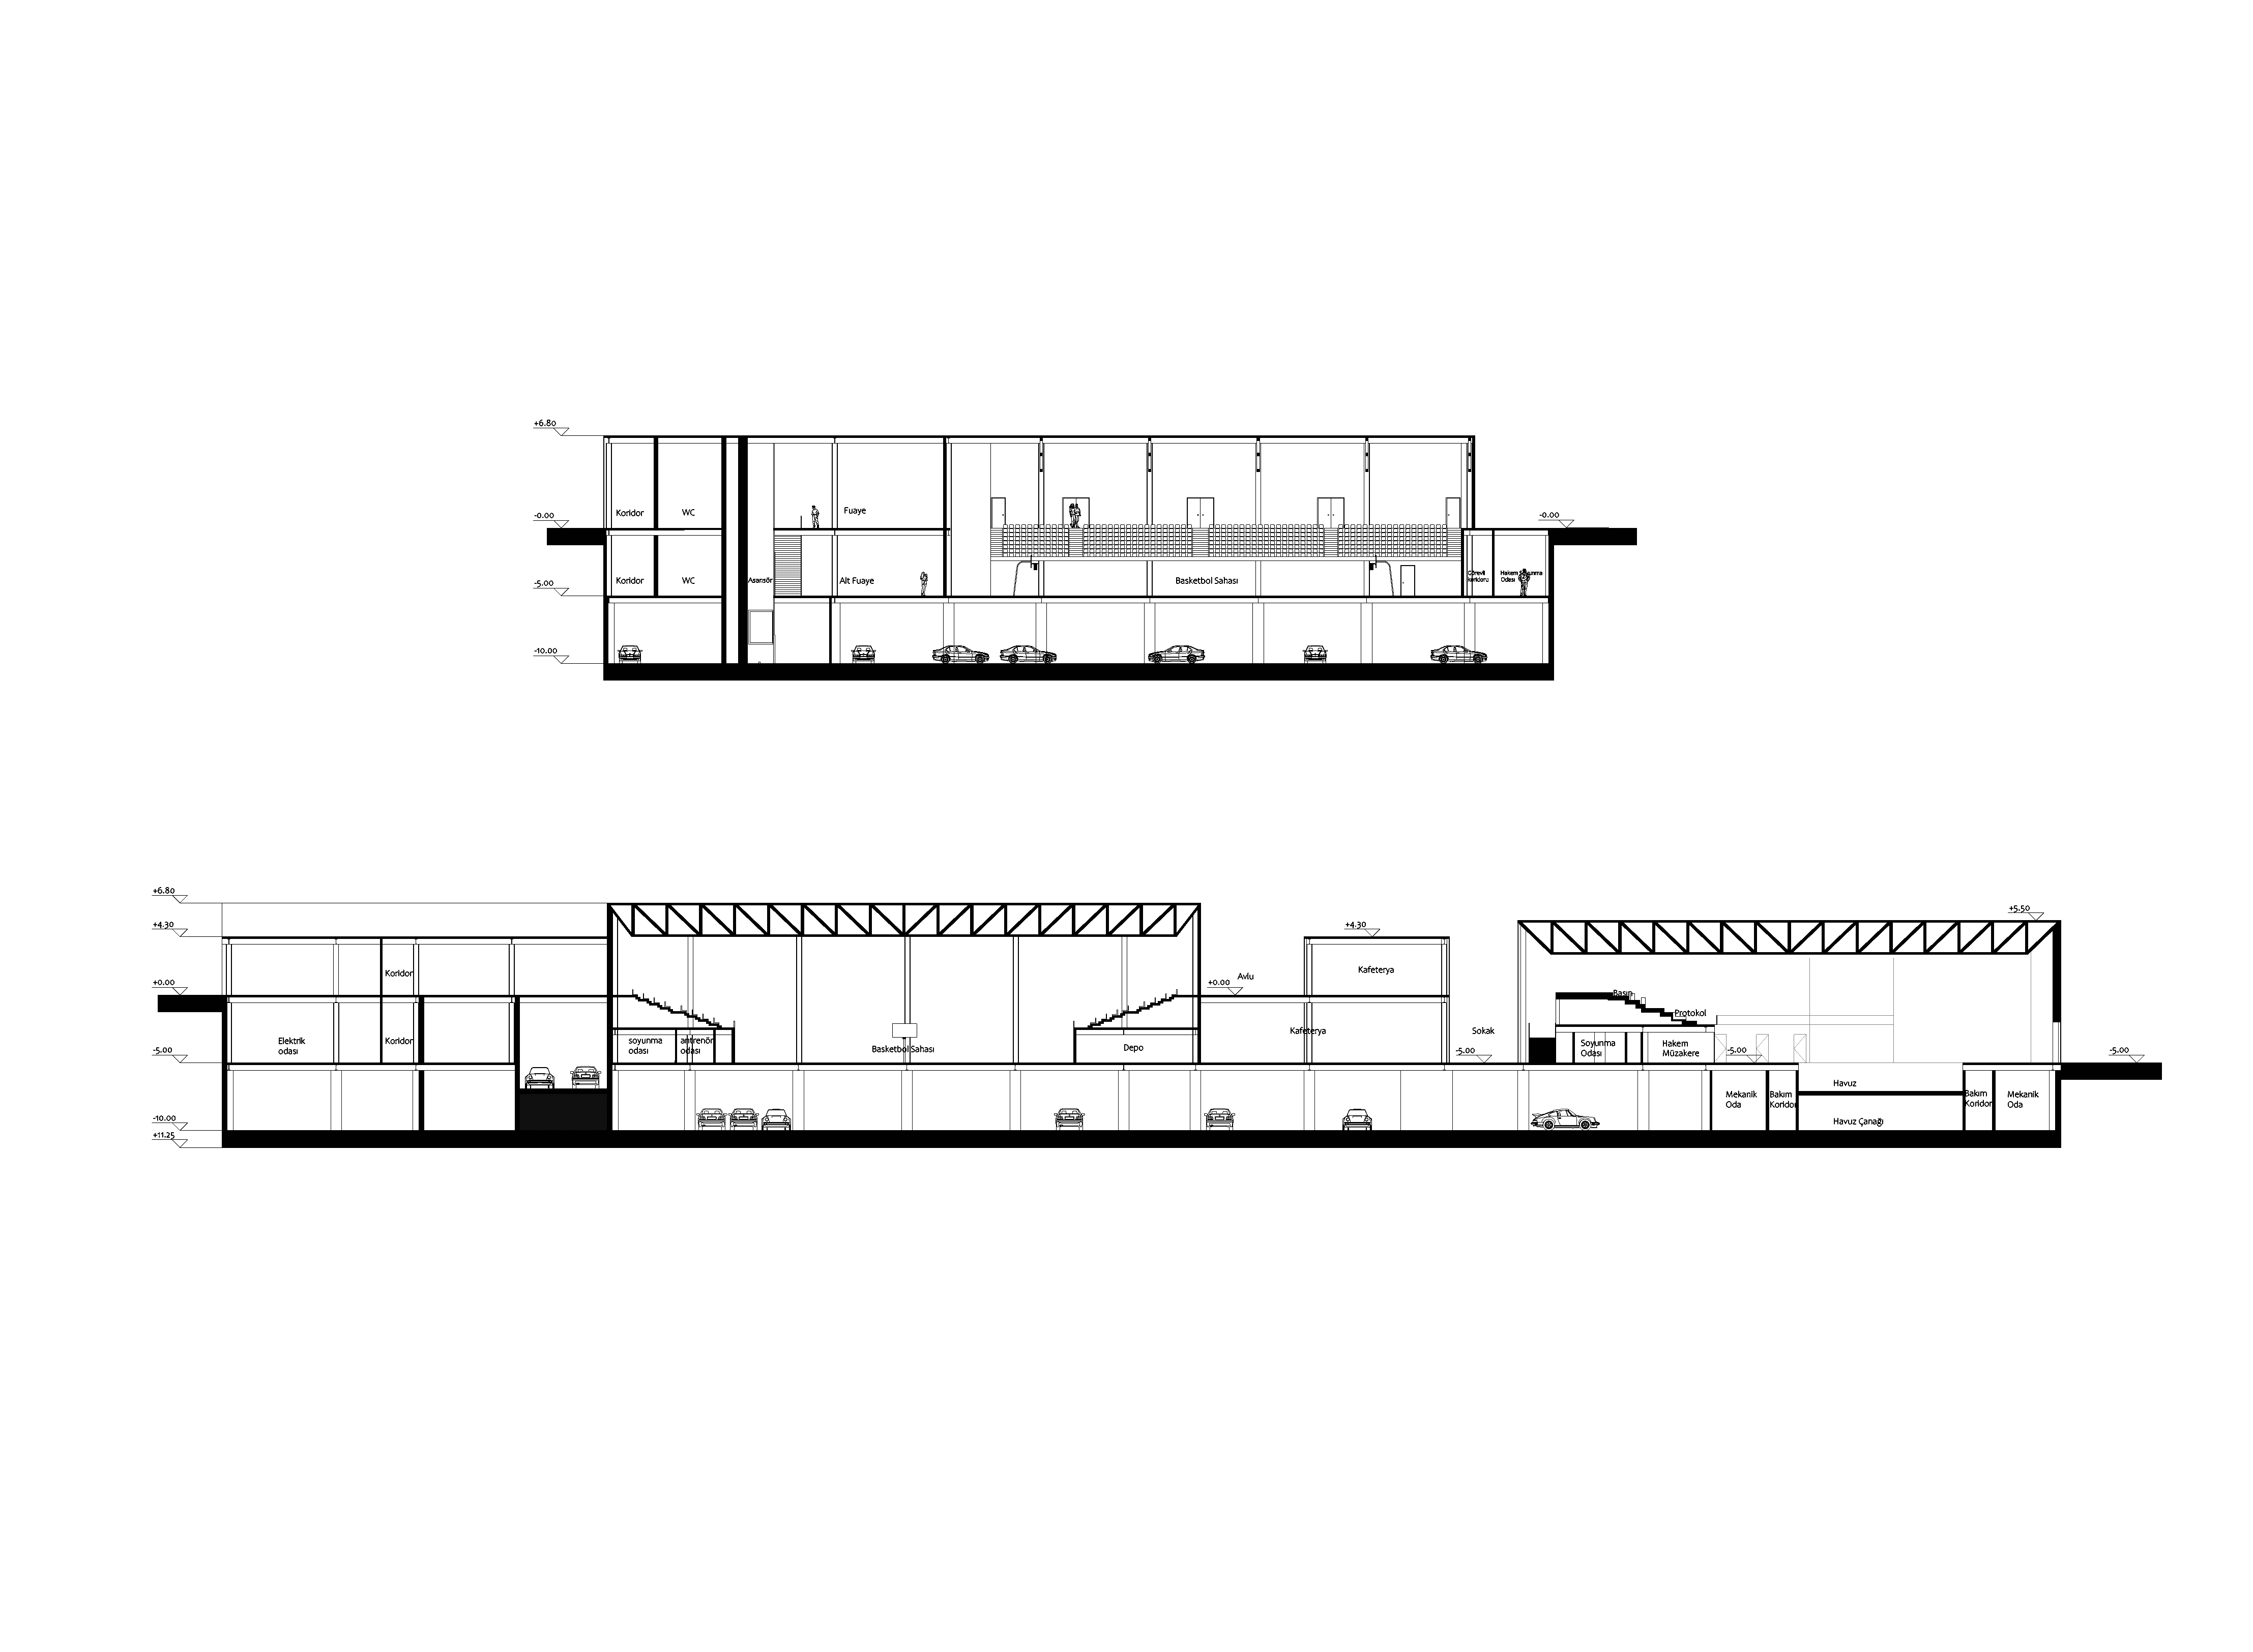 +6.80
Koridor
WC
Fuaye
-0.00
-0.00
Koridor
WC
Asansör
Alt Fuaye
Basketbol Sahası
Görevli
koridoru
Hakem Soyunma
Odası
-5.00
-10.00
+6.80
+4.30
+0.00
-5.00
-10.00
+11.25
Koridor
Elektrik
odası
Koridor
soyunma
odası
antrenör
odası
Basketbol Sahası
Depo
Avlu
+0.00
+4.30
Kafeterya
Kafeterya
Sokak
-5.00
+5.50
Basın
Protokol
Soyunma
Odası
Hakem
Müzakere
-5.00
-5.00
Mekanik
Oda
Bakım
Koridor
Havuz
Havuz Çanağı
Bakım
Koridor
Mekanik
Oda